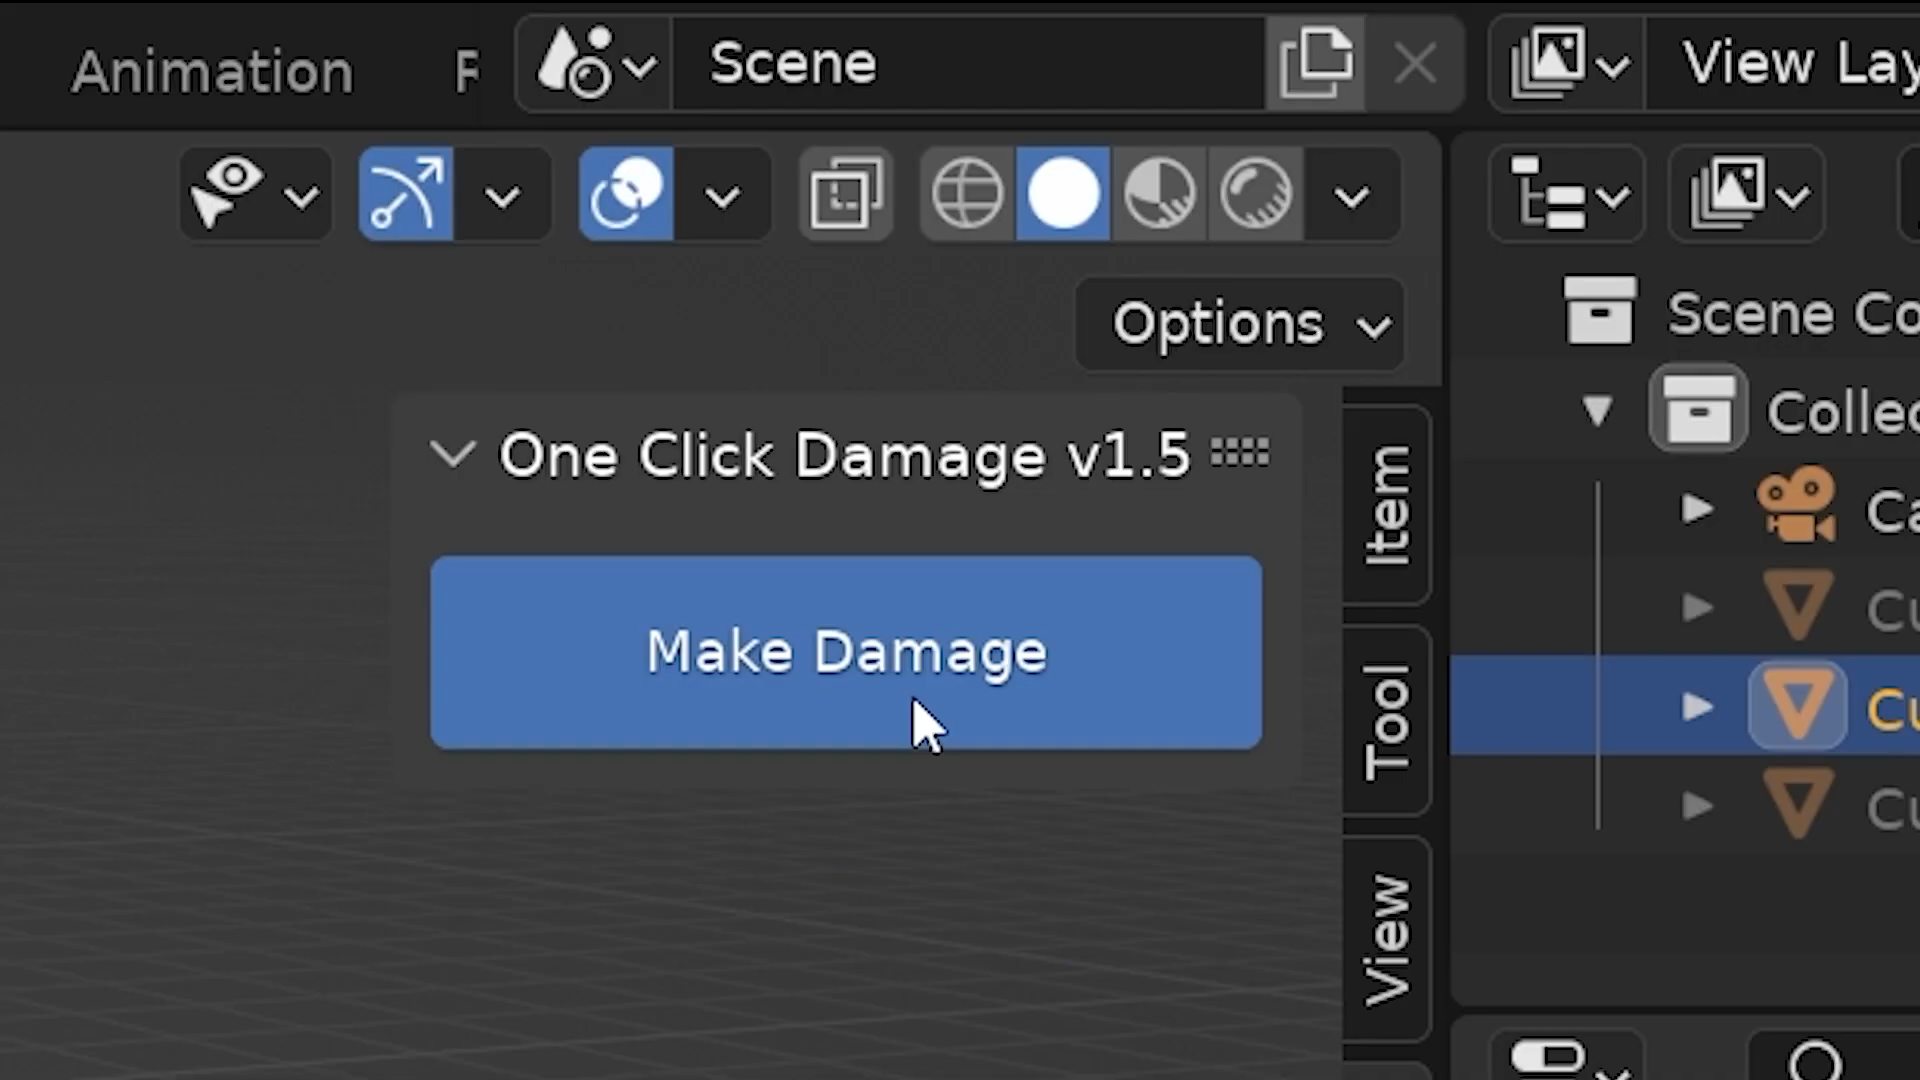 Animation
Scene
View Lay
Options
Scene Co
Collec
One Click Damage v1.5
Make Damage
Item
Tool
View
Ca
Cu
Cu
Cu